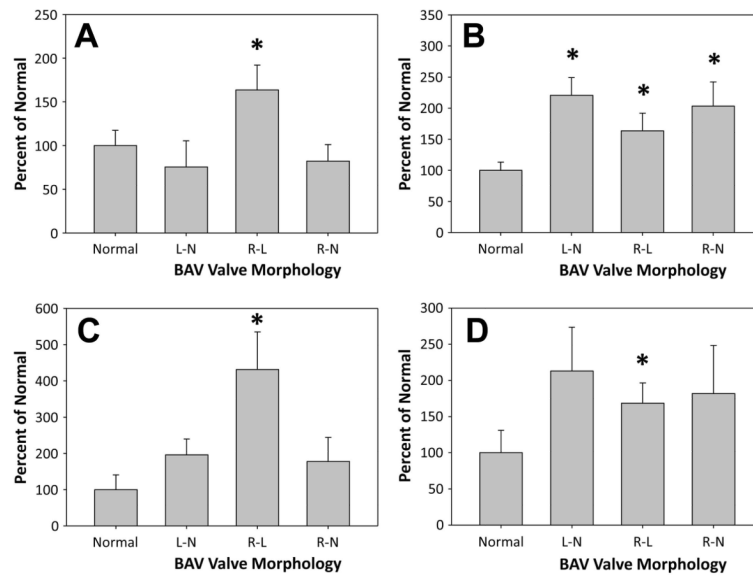 A
Percent of Normal
250
200
150
100
50
0
*
Normal L-N R-L R-N
BAV Valve Morphology
B
Percent of Normal
350
300
250
200
150
100
50
0
* * *
Normal L-N R-L R-N
BAV Valve Morphology
C
Percent of Normal
600
500
400
300
200
100
0
*
Normal L-N R-L R-N
BAV Valve Morphology
D
Percent of Normal
300
250
200
150
100
50
0
*
Normal L-N R-L R-N
BAV Valve Morphology